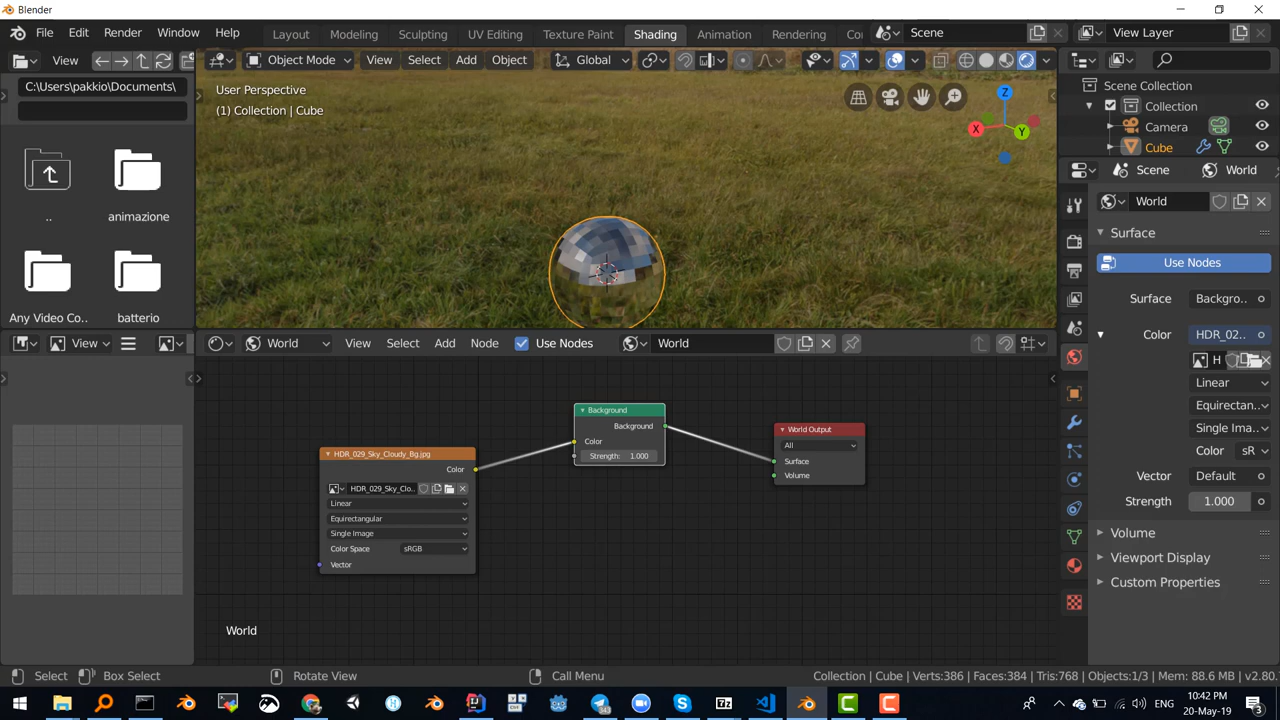 Blender
File Edit Render Window Help
Layout Modeling Sculpting UV Editing Texture Paint Shading Animation Rendering Co
Scene
View Layer
View
Object Mode View Select Add Object Global
C:\Users\pakkio\Documents\
..
animazione
Any Video Co..
batterio
User Perspective
(1) Collection | Cube
X Y Z
Scene Collection
Collection
Camera
Cube
Scene World
World
Surface
Use Nodes
Surface Backgro..
Color HDR_02..
H
Linear
Equirectan..
Single Ima..
Color sR
Vector Default
Strength 1.000
Volume
Viewport Display
Custom Properties
View
World View Select Add Node Use Nodes World
HDR_029_Sky_Cloudy_Bg.jpg
Color
HDR_029_Sky_Clo..
Linear
Equirectangular
Single Image
Color Space sRGB
Vector
Background
Background
Color
Strength: 1.000
World Output
All
Surface
Volume
World
Select Box Select Rotate View Call Menu
Collection | Cube | Verts:386 | Faces:384 | Tris:768 | Objects:1/3 | Mem: 88.6 MB | v2.80.
10:42 PM
20-May-19